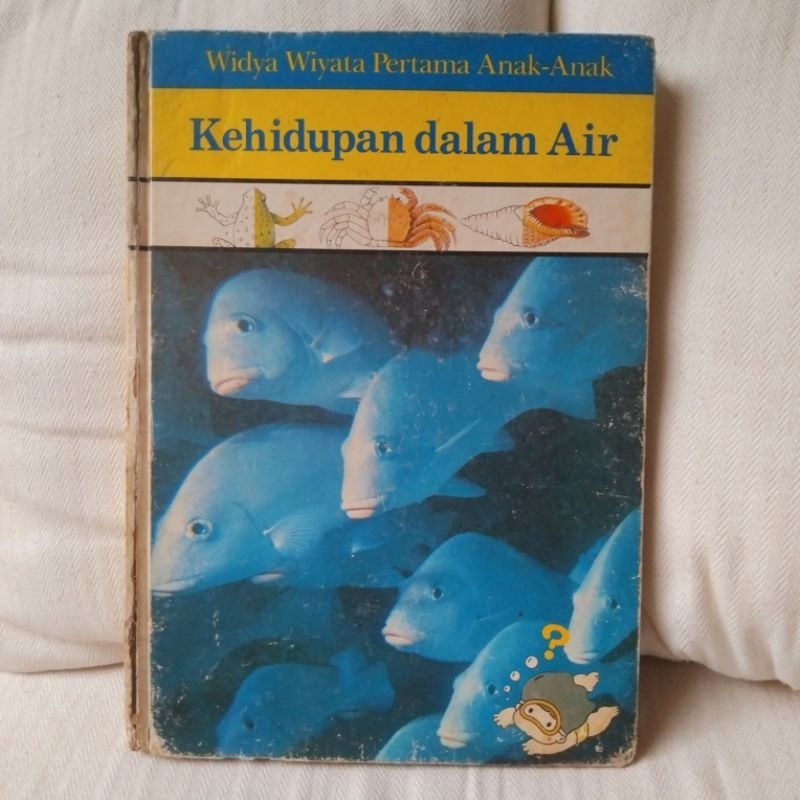 Widya Wiyata Pertama Anak-Anak
Kehidupan dalam Air
?